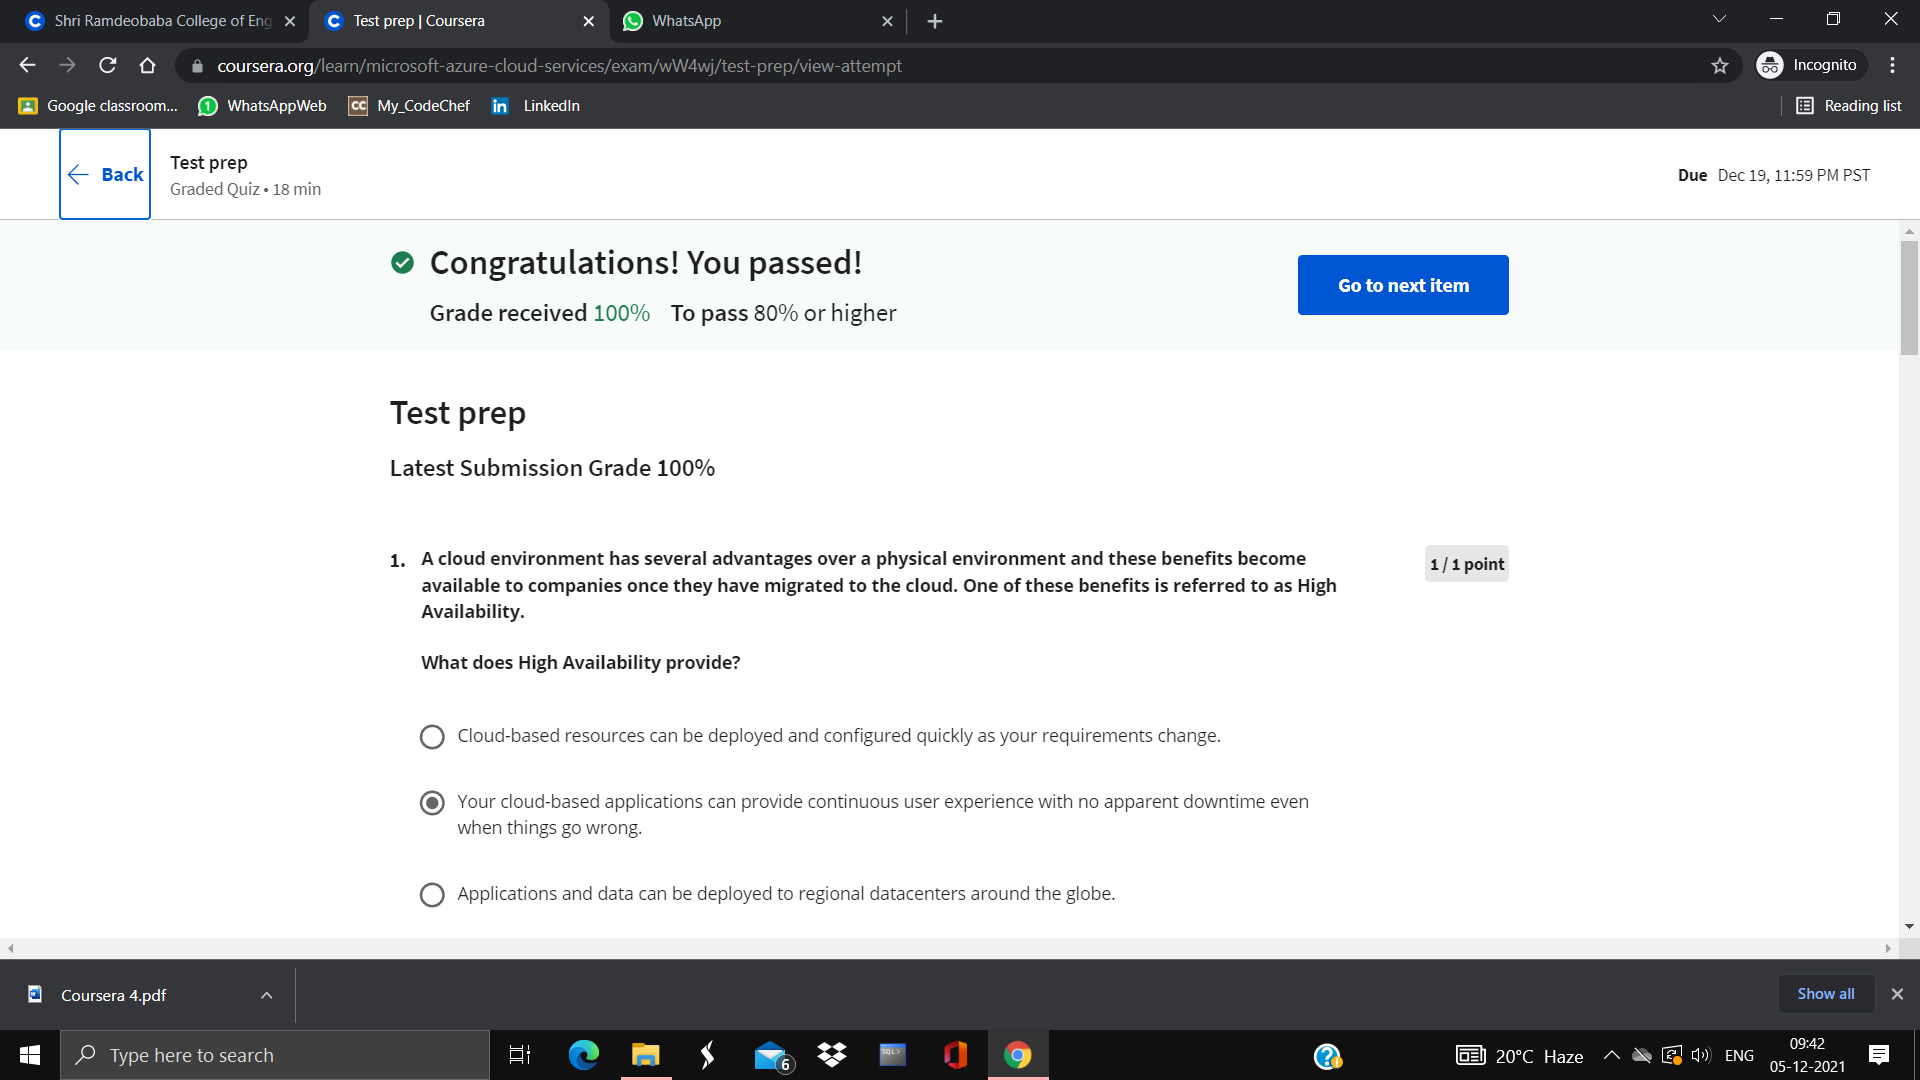 Shri Ramdeobaba College of Eng
Test prep | Coursera
WhatsApp
coursera.org/learn/microsoft-azure-cloud-services/exam/wW4wj/test-prep/view-attempt
Incognito
Google classroom...
WhatsAppWeb
CC My_CodeChef
in LinkedIn
Reading list
Back
Test prep
Graded Quiz • 18 min
Due Dec 19, 11:59 PM PST
Congratulations! You passed!
Grade received 100% To pass 80% or higher
Go to next item
Test prep
Latest Submission Grade 100%
1. A cloud environment has several advantages over a physical environment and these benefits become
available to companies once they have migrated to the cloud. One of these benefits is referred to as High
Availability.
1 / 1 point
What does High Availability provide?
Cloud-based resources can be deployed and configured quickly as your requirements change.
Your cloud-based applications can provide continuous user experience with no apparent downtime even
when things go wrong.
Applications and data can be deployed to regional datacenters around the globe.
Coursera 4.pdf
Show all
Type here to search
6
SQL>
20°C Haze
ENG
09:42
05-12-2021